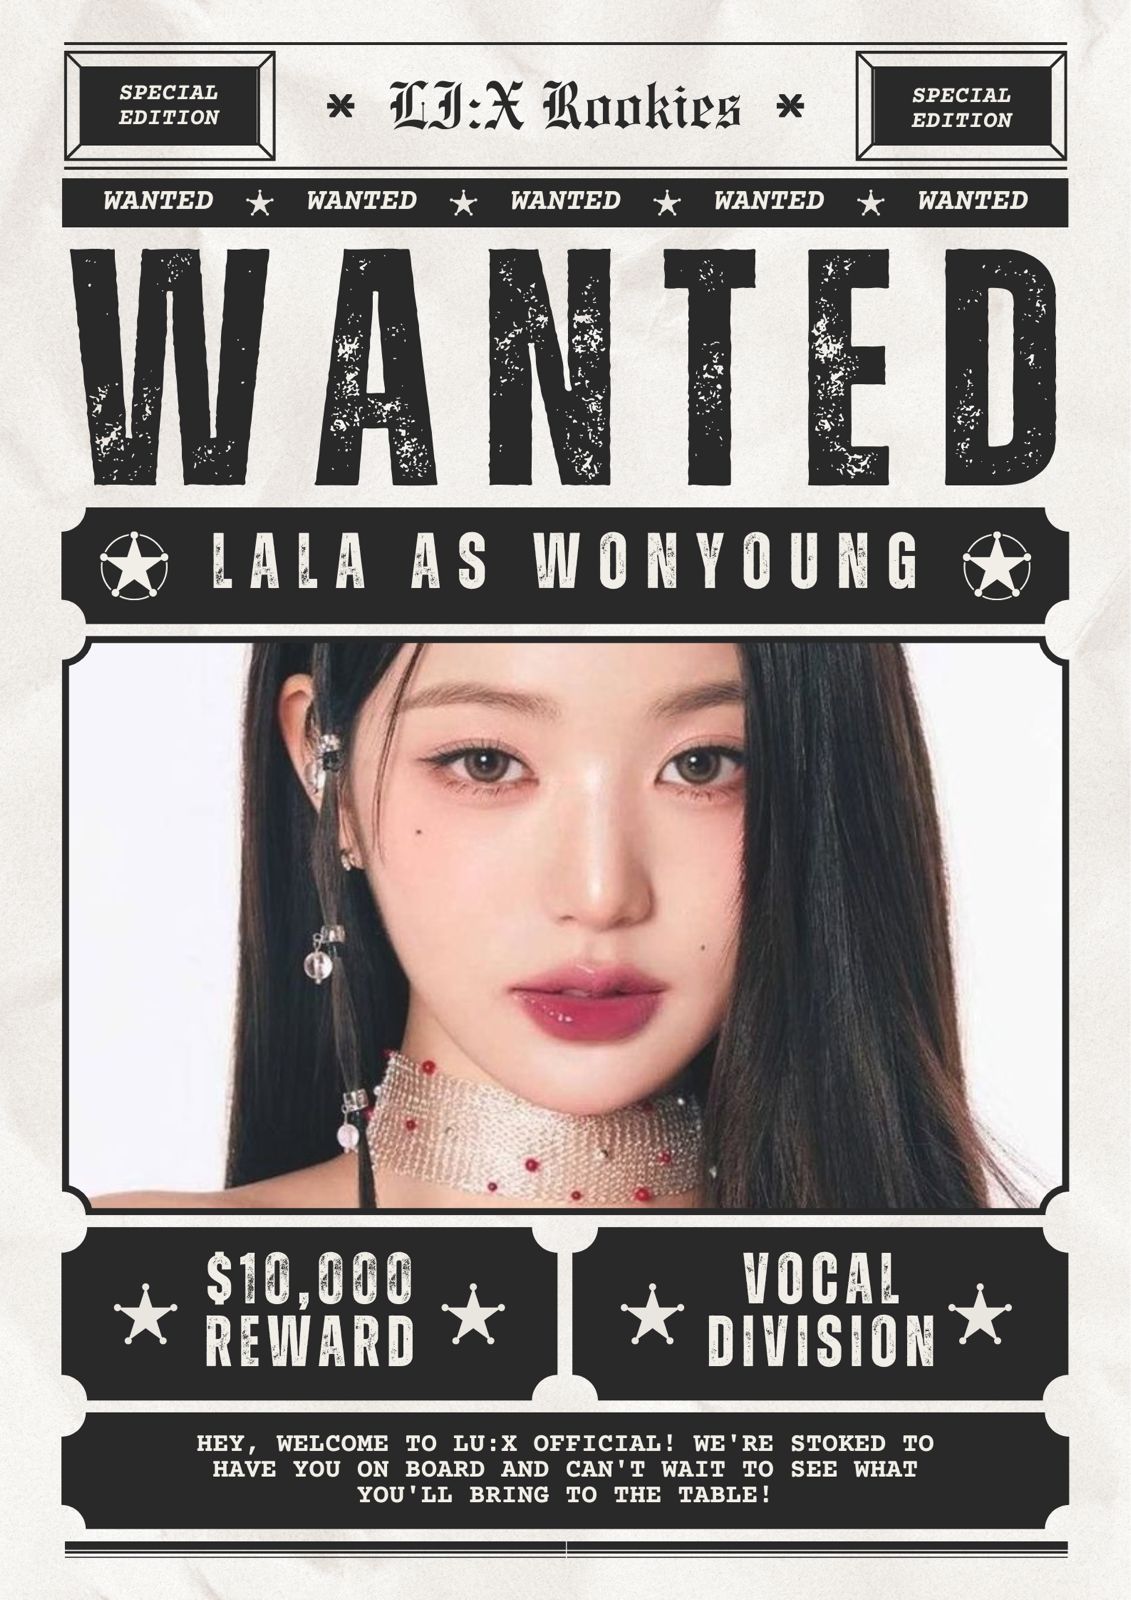 SPECIAL
EDITION
LI:X Rookies
SPECIAL
EDITION
WANTED WANTED WANTED WANTED WANTED
WANTED
LALA AS WONYOUNG
$10,000
REWARD
VOCAL
DIVISION
HEY, WELCOME TO LU:X OFFICIAL! WE'RE STOKED TO
HAVE YOU ON BOARD AND CAN'T WAIT TO SEE WHAT
YOU'LL BRING TO THE TABLE!